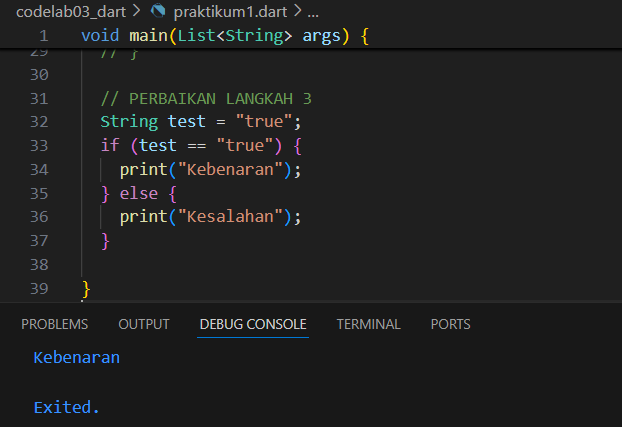 codelab03_dart > praktikum1.dart > ...
1 void main(List<String> args) {
29 // }
30
31 // PERBAIKAN LANGKAH 3
32 String test = "true";
33 if (test == "true") {
34 print("Kebenaran");
35 } else {
36 print("Kesalahan");
37 }
38
39 }
PROBLEMS OUTPUT DEBUG CONSOLE TERMINAL PORTS
Kebenaran
Exited.